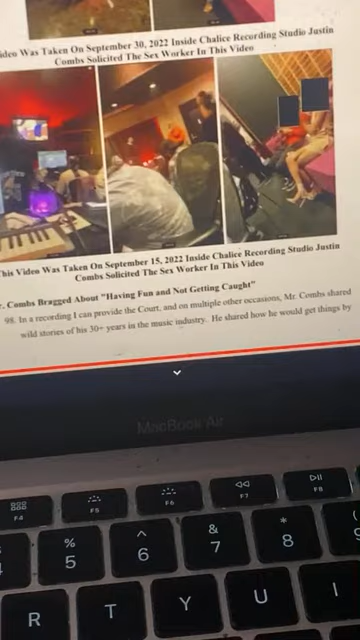 ideo Was Taken On September 30, 2022 Inside Chalice Recording Studio Justin
Combs Solicited The Sex Worker In This Video
This Video Was Taken On September 15, 2022 Inside Chalice Recording Studio Justin
Combs Solicited The Sex Worker In This Video
r. Combs Bragged About "Having Fun and Not Getting Caught"
98. In a recording I can provide the Court, and on multiple other occasions, Mr. Combs shared
wild stories of his 30+ years in the music industry. He shared how he would get things by
MacBook Air
F4 F5 F6 F7 F8
% ^ & * (
5 6 7 8 9
R T Y U I